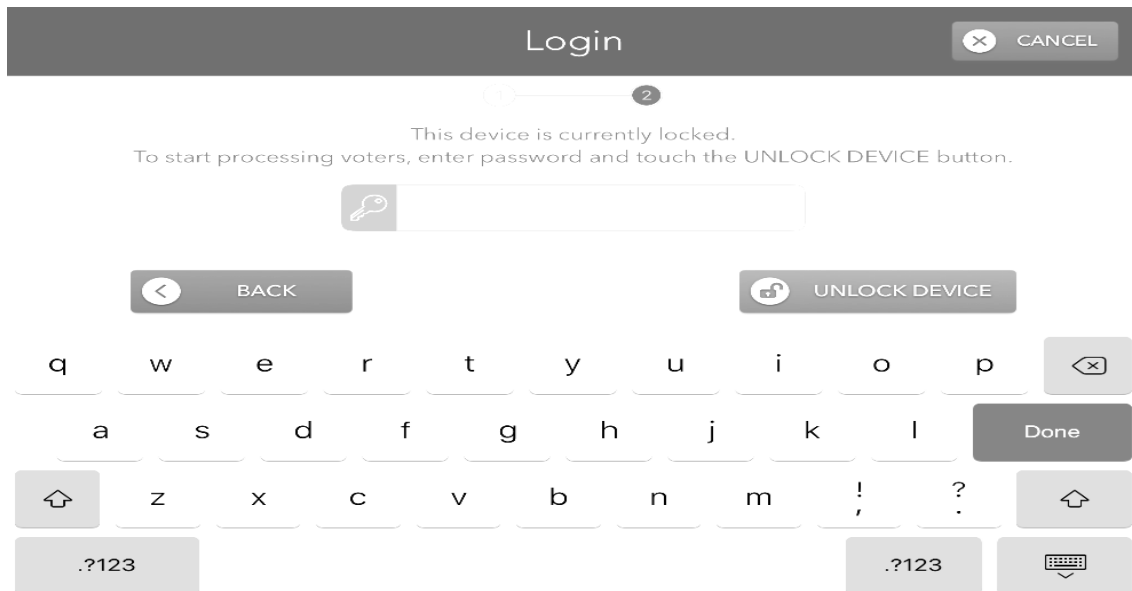 Login
CANCEL
1 2
This device is currently locked.
To start processing voters, enter password and touch the UNLOCK DEVICE button.
BACK
UNLOCK DEVICE
q w e r t y u i o p
a s d f g h j k l Done
z x c v b n m ! , ? .
.?123 .?123